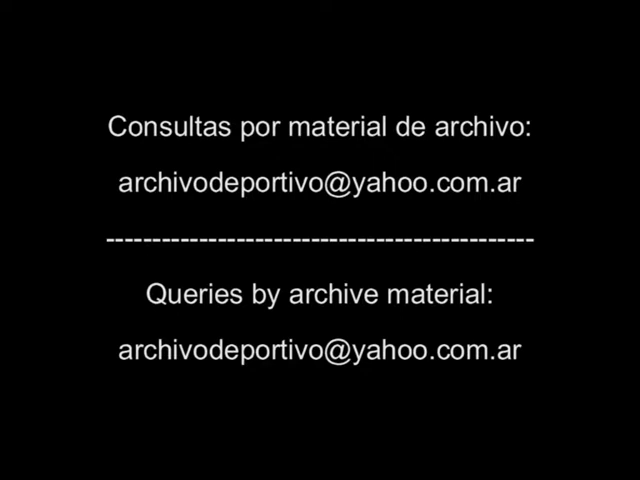 Consultas por material de archivo:
archivodeportivo@yahoo.com.ar
-----------------------------------------------
Queries by archive material:
archivodeportivo@yahoo.com.ar